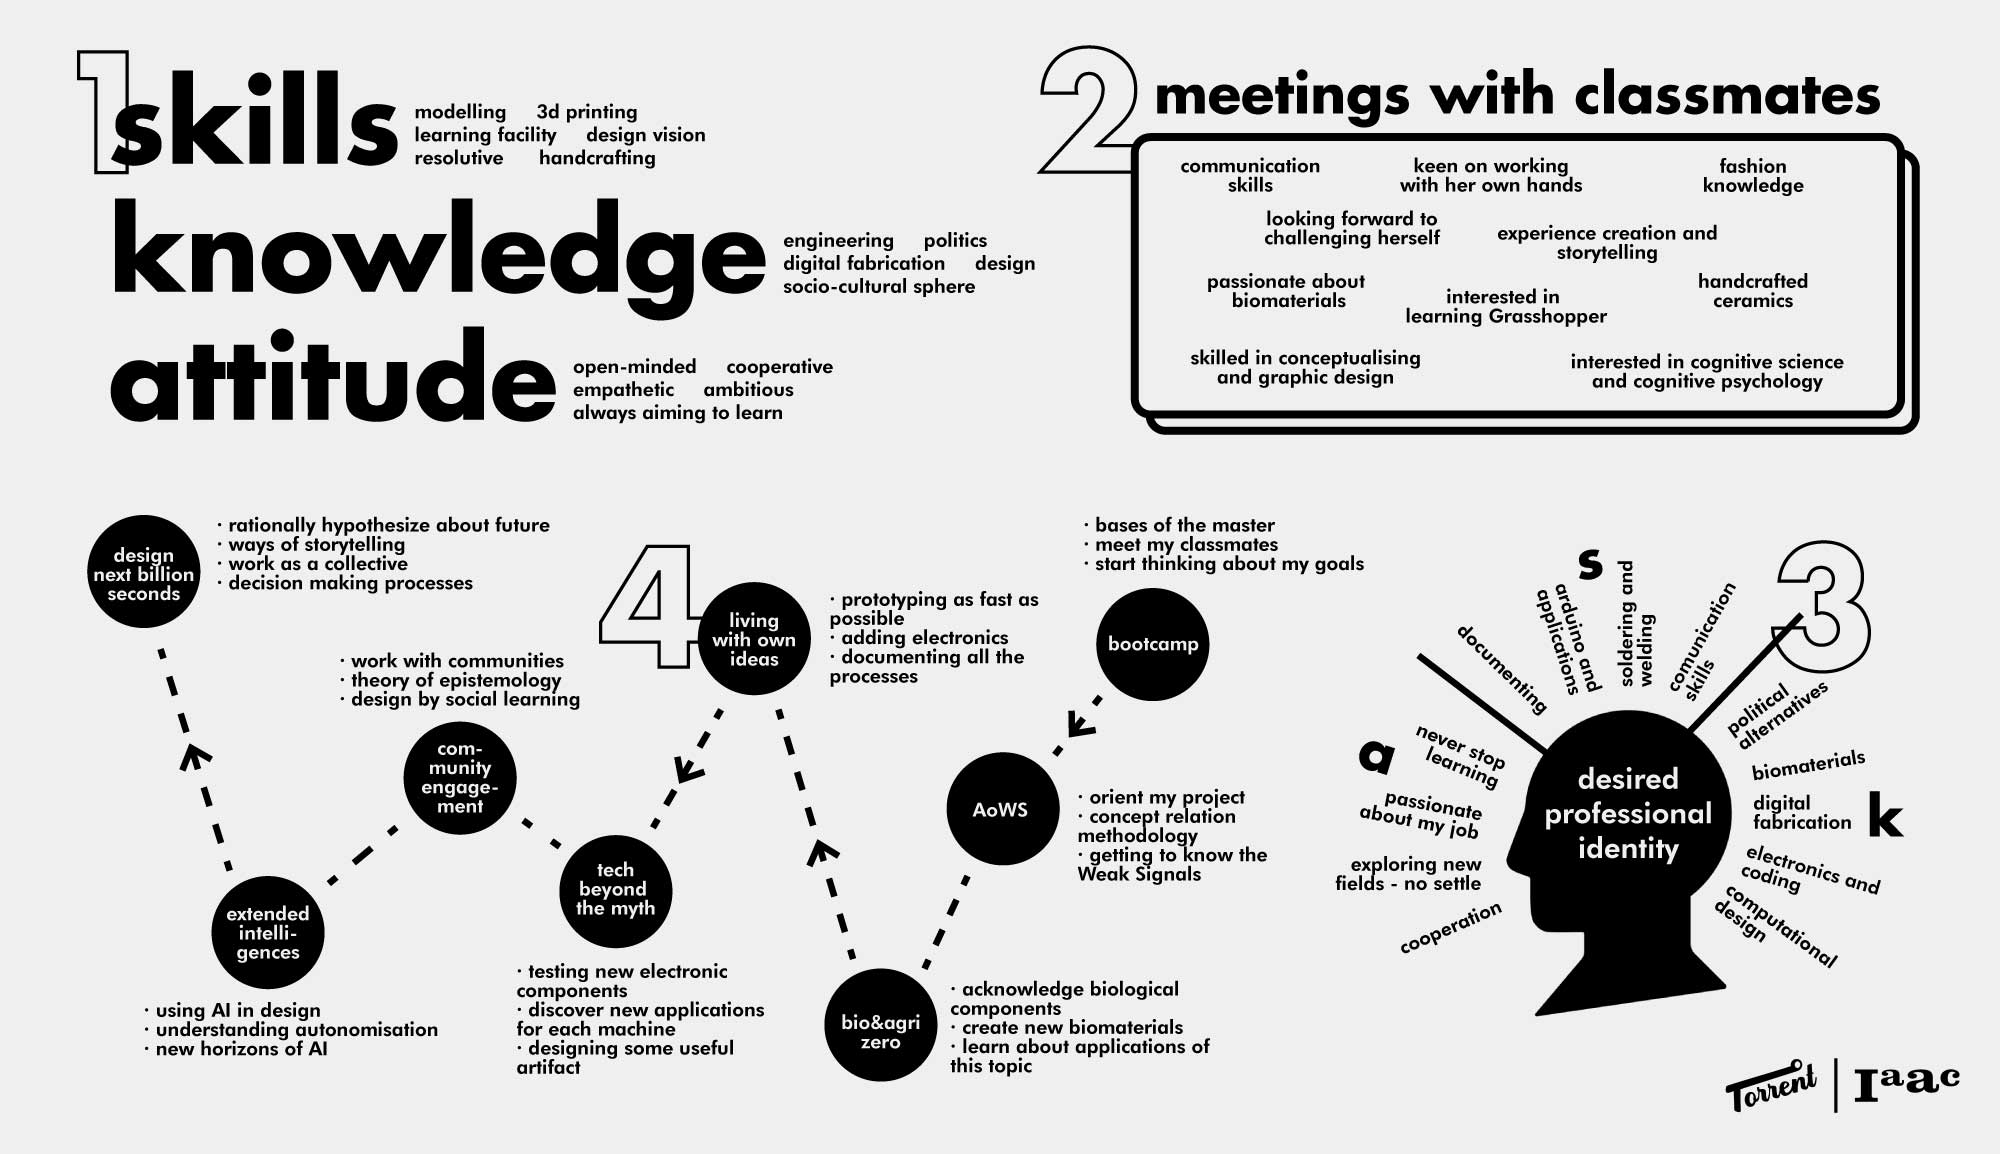 1
skills
modelling 3d printing
learning facility design vision
resolutive handcrafting
knowledge
engineering politics
digital fabrication design
socio-cultural sphere
attitude
open-minded cooperative
empathetic ambitious
always aiming to learn
2
meetings with classmates
communication
skills
keen on working
with her own hands
fashion
knowledge
looking forward to
challenging herself
experience creation and
storytelling
passionate about
biomaterials
interested in
learning Grasshopper
handcrafted
ceramics
skilled in conceptualising
and graphic design
interested in cognitive science
and cognitive psychology
3
desired
professional
identity
s
documenting
arduino and
applications
soldering and
welding
comunication
skills
k
political
alternatives
biomaterials
digital
fabrication
electronics and
coding
computational
design
a
never stop
learning
passionate
about my job
exploring new
fields - no settle
cooperation
4
bootcamp
· bases of the master
· meet my classmates
· start thinking about my goals
AoWS
· orient my project
· concept relation
methodology
· getting to know the
Weak Signals
bio&agri
zero
· acknowledge biological
components
· create new biomaterials
· learn about applications of
this topic
living
with own
ideas
· prototyping as fast as
possible
· adding electronics
· documenting all the
processes
tech
beyond
the myth
· testing new electronic
components
· discover new applications
for each machine
· designing some useful
artifact
com-
munity
engage-
ment
· work with communities
· theory of epistemology
· design by social learning
extended
intelli-
gences
· using AI in design
· understanding autonomisation
· new horizons of AI
design
next billion
seconds
· rationally hypothesize about future
· ways of storytelling
· work as a collective
· decision making processes
Torrent
Iaac